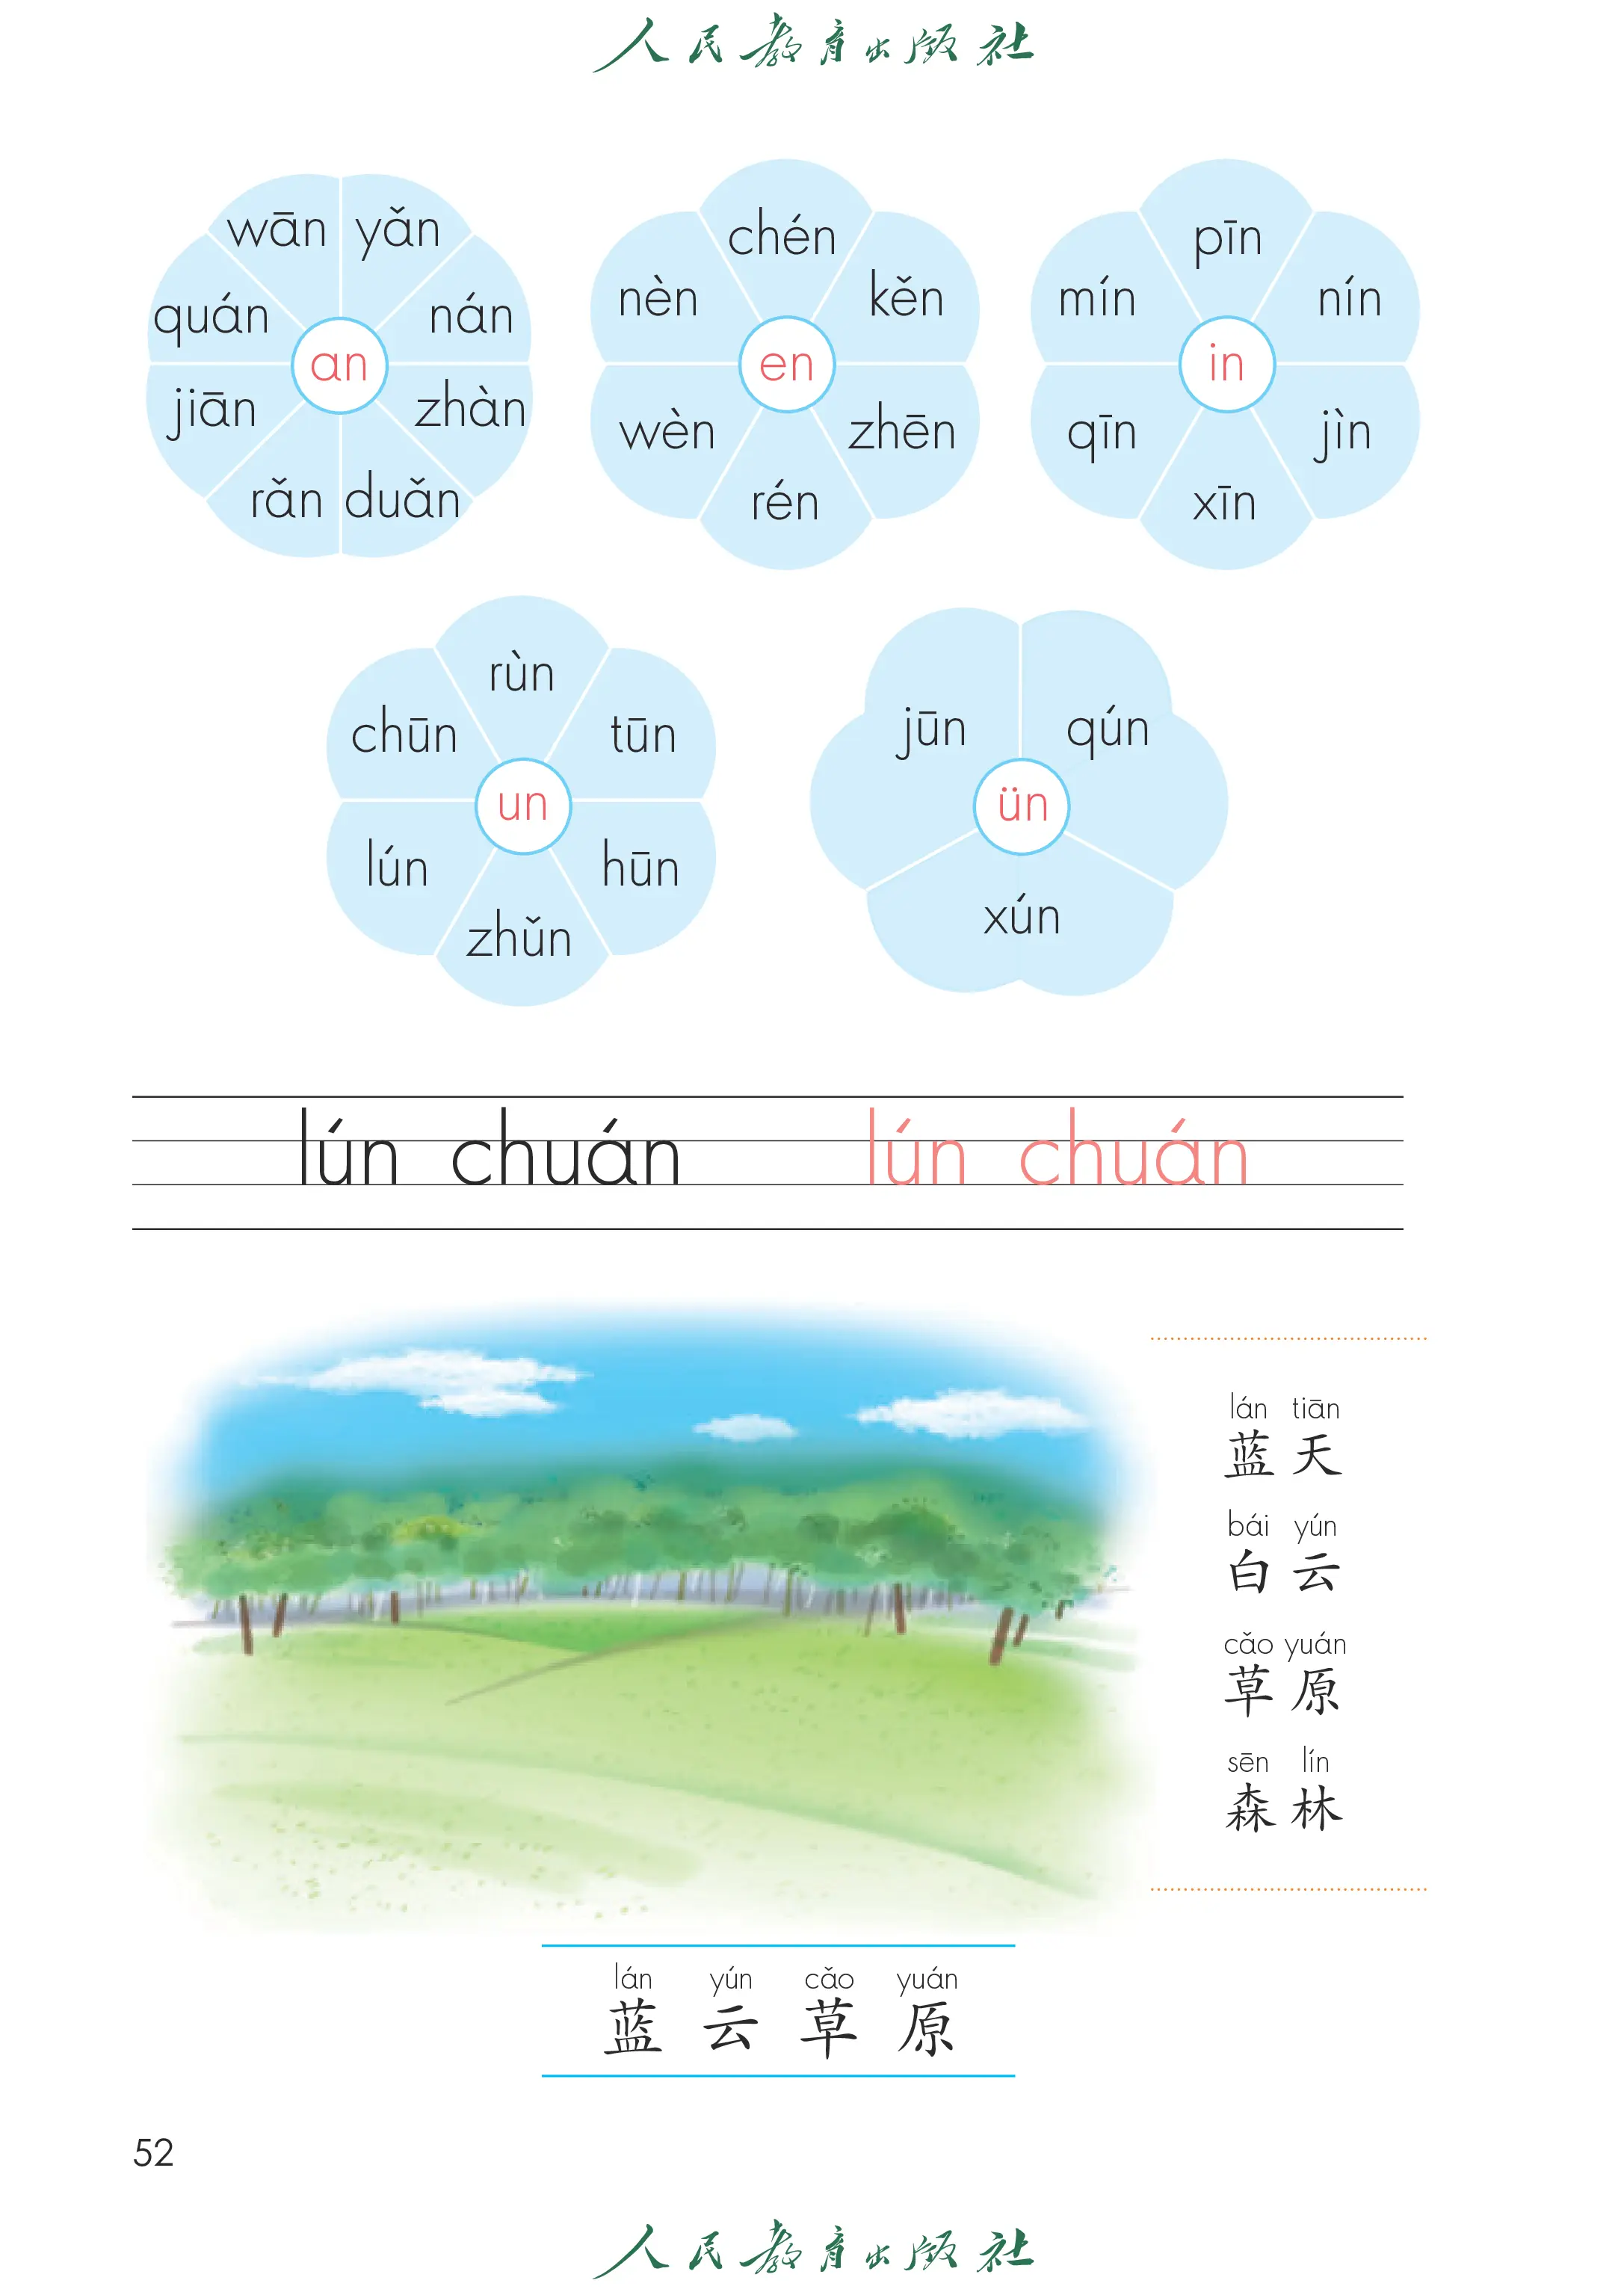 人民教育出版社
wān yǎn
quán nán
an
jiān zhàn
rǎn duǎn
chén
nèn kěn
en
wèn zhēn
rén
pīn
mín nín
in
qīn jìn
xīn
rùn
chūn tūn
un
lún hūn
zhǔn
jūn qún
ün
xún
lún chuán lún chuán
lán tiān
蓝天
bái yún
白云
cǎo yuán
草原
sēn lín
森林
lán yún cǎo yuán
蓝云草原
52
人民教育出版社